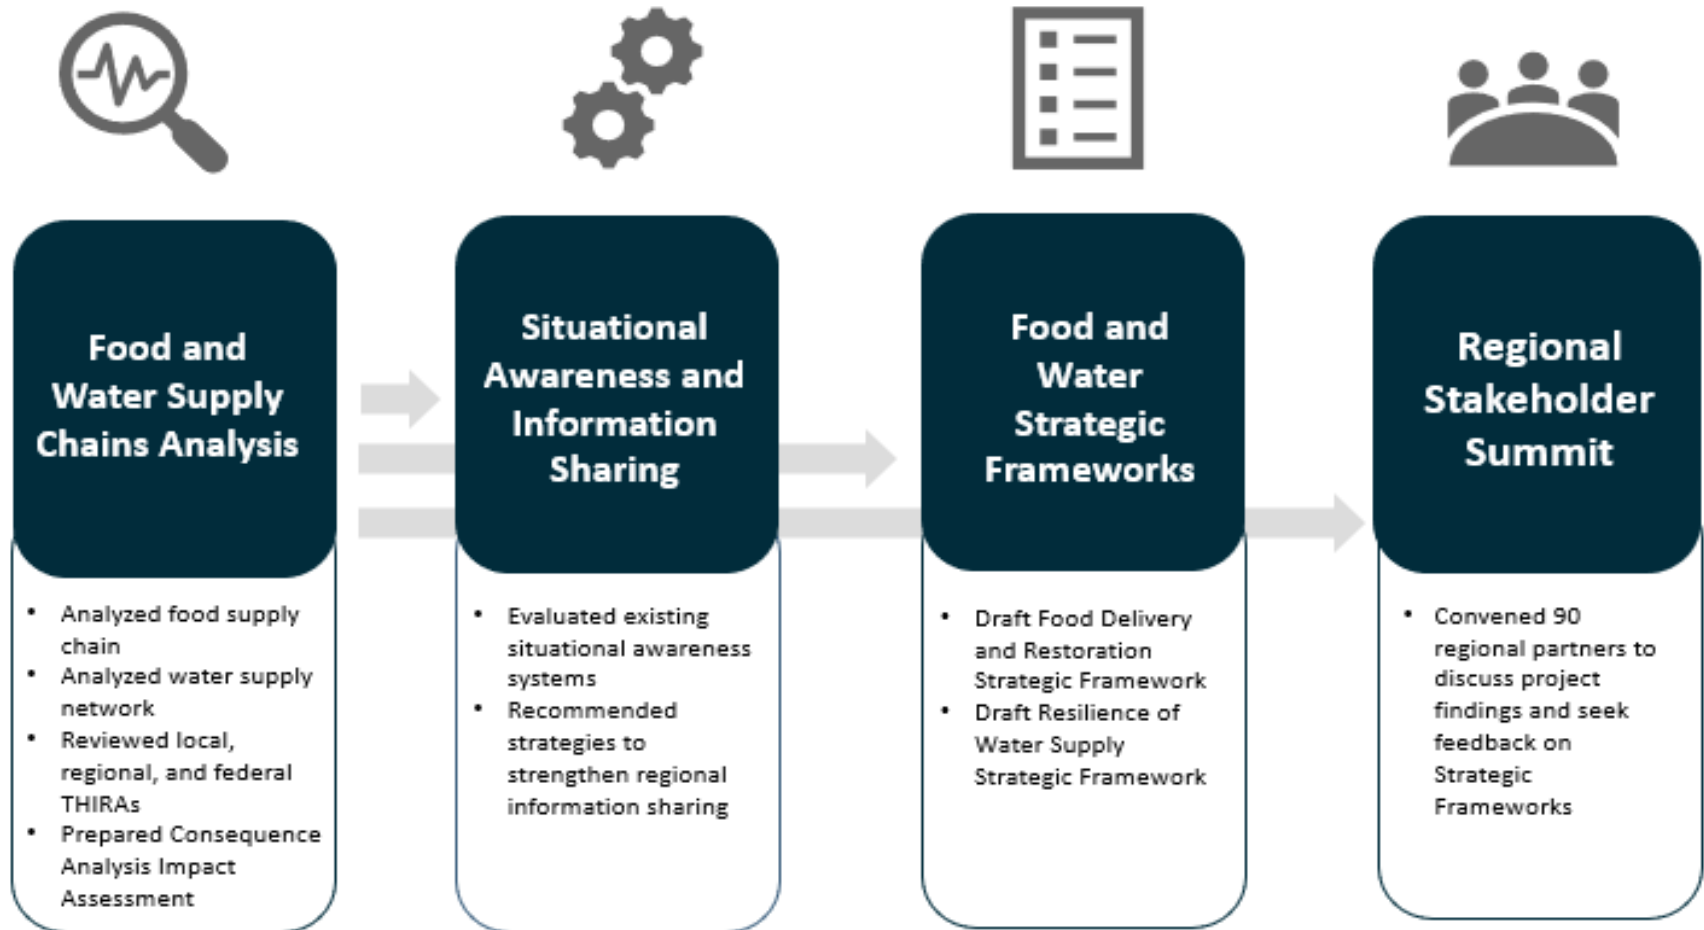 Food and
Water Supply
Chains Analysis
• Analyzed food supply
chain
• Analyzed water supply
network
• Reviewed local,
regional, and federal
THIRAs
• Prepared Consequence
Analysis Impact
Assessment
Situational
Awareness and
Information
Sharing
• Evaluated existing
situational awareness
systems
• Recommended
strategies to
strengthen regional
information sharing
Food and
Water
Strategic
Frameworks
• Draft Food Delivery
and Restoration
Strategic Framework
• Draft Resilience of
Water Supply
Strategic Framework
Regional
Stakeholder
Summit
• Convened 90
regional partners to
discuss project
findings and seek
feedback on
Strategic
Frameworks